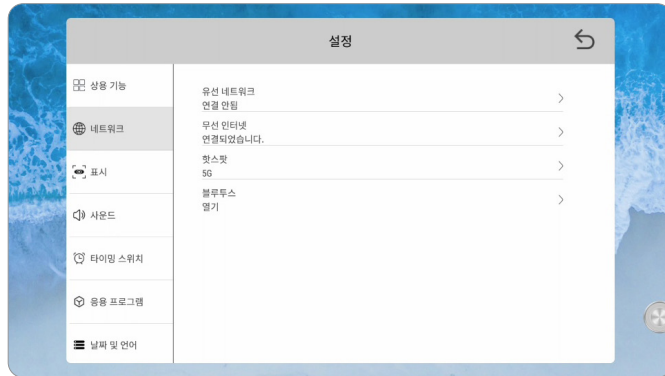 설정
상용 기능
네트워크
표시
사운드
타이밍 스위치
응용 프로그램
날짜 및 언어
유선 네트워크
연결 안됨
무선 인터넷
연결되었습니다.
핫스팟
5G
블루투스
열기